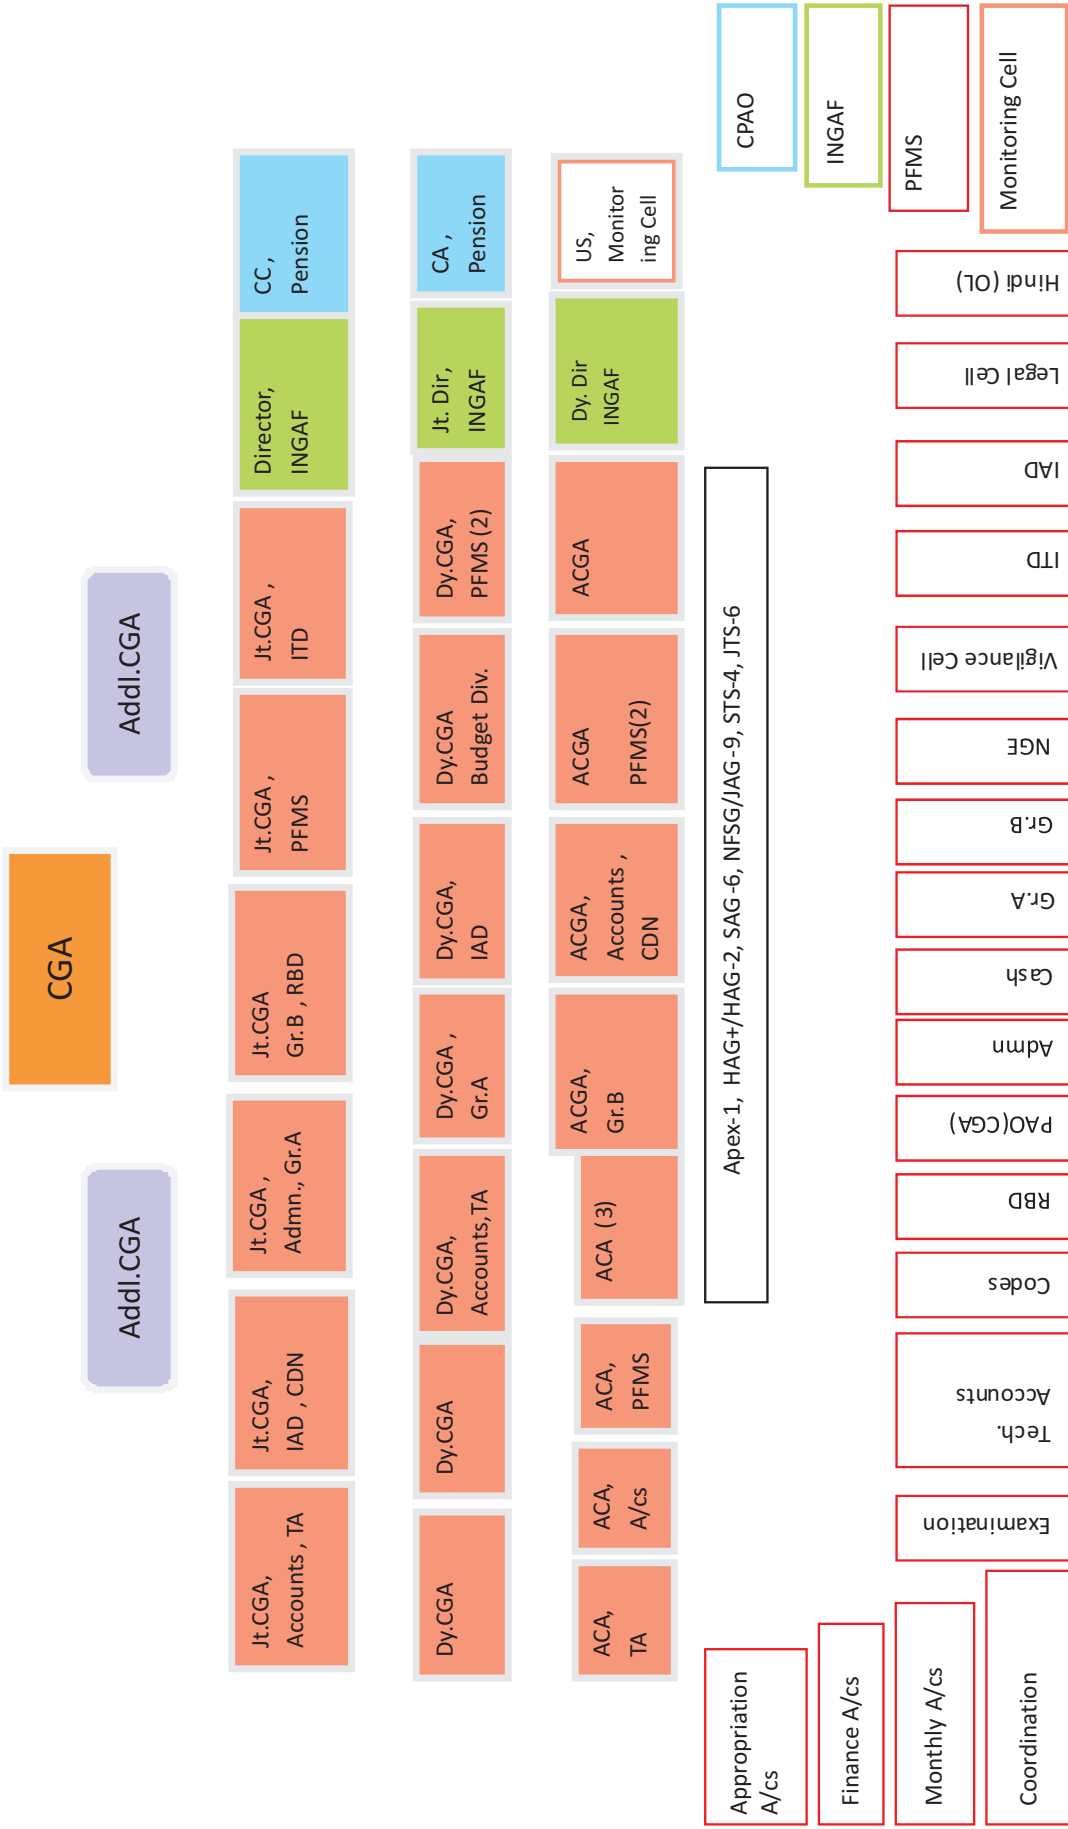 CGA
Addl.CGA
Addl.CGA
Jt.CGA,
Accounts , TA
Jt.CGA,
IAD , CDN
Jt.CGA ,
Admn., Gr.A
Jt.CGA
Gr.B , RBD
Jt.CGA ,
PFMS
Jt.CGA ,
ITD
Director,
INGAF
CC ,
Pension
Dy.CGA
Dy.CGA
Dy.CGA,
Accounts,TA
Dy.CGA ,
Gr.A
Dy.CGA,
IAD
Dy.CGA
Budget Div.
Dy.CGA,
PFMS (2)
Jt. Dir,
INGAF
CA ,
Pension
ACA,
TA
ACA,
A/cs
ACA,
PFMS
ACA (3)
ACGA,
Gr.B
ACGA,
Accounts ,
CDN
ACGA
PFMS(2)
ACGA
Dy. Dir
INGAF
US,
Monitor
ing Cell
Apex-1, HAG+/HAG-2, SAG-6, NFSG/JAG-9, STS-4, JTS-6
Appropriation
A/cs
Finance A/cs
Monthly A/cs
Coordination
Examination
Tech.
Accounts
Codes
RBD
PAO(CGA)
Admn
Cash
Gr.A
Gr.B
NGE
Vigilance Cell
ITD
IAD
Legal Cell
Hindi (OL)
CPAO
INGAF
PFMS
Monitoring Cell